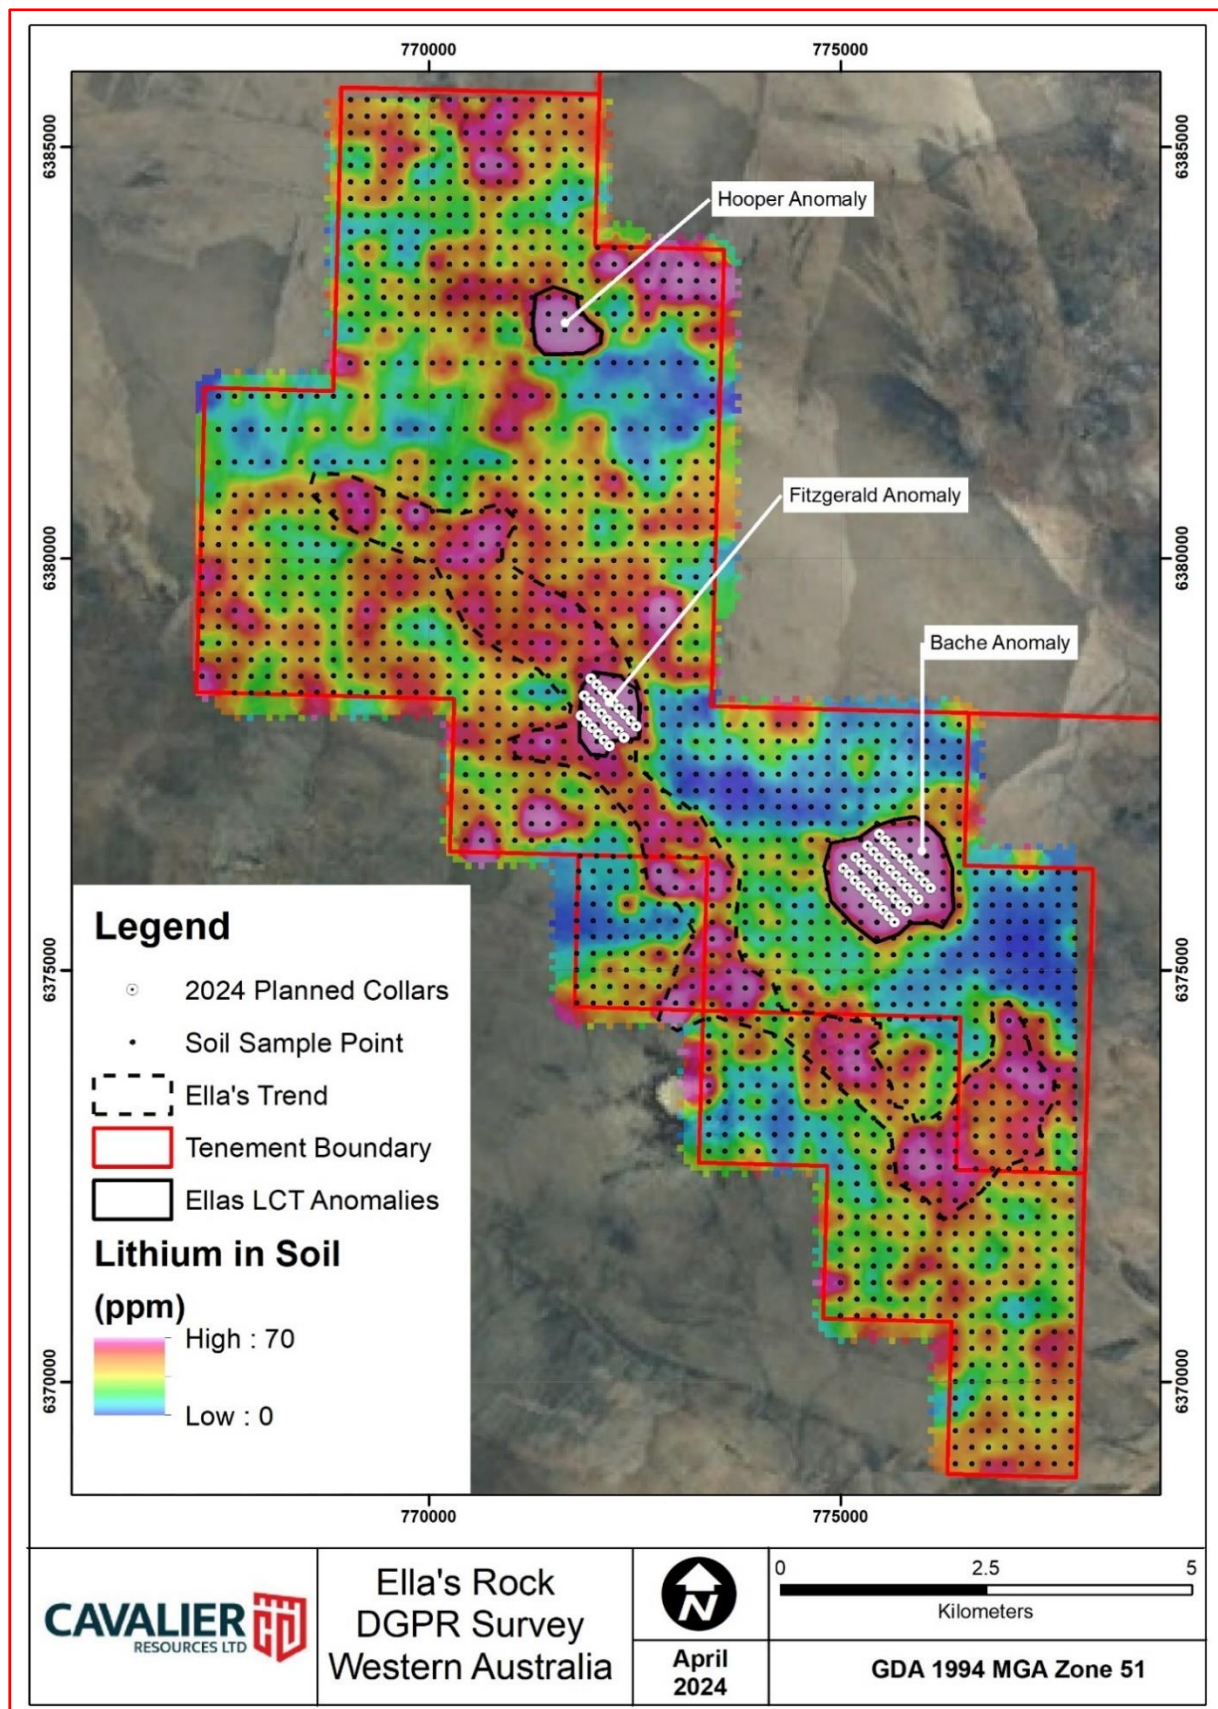 770000 775000
6385000 6385000
Hooper Anomaly
Fitzgerald Anomaly
6380000 6380000
Bache Anomaly
6375000 6375000
6370000 6370000
Legend
2024 Planned Collars
Soil Sample Point
Ella's Trend
Tenement Boundary
Ellas LCT Anomalies
Lithium in Soil
(ppm)
High : 70
Low : 0
770000 775000
CAVALIER
RESOURCES LTD
Ella's Rock
DGPR Survey
Western Australia
N
April
2024
0 2.5 5
Kilometers
GDA 1994 MGA Zone 51